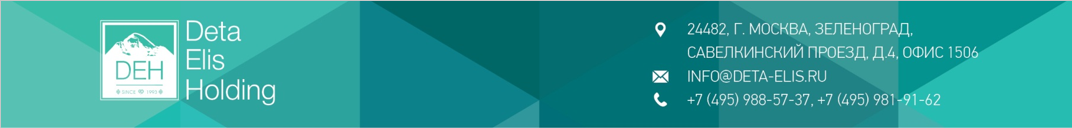 DEH
SINCE 1993
Deta
Elis
Holding
24482, Г. МОСКВА, ЗЕЛЕНОГРАД,
САВЕЛКИНСКИЙ ПРОЕЗД, Д.4, ОФИС 1506
INFO@DETA-ELIS.RU
+7 (495) 988-57-37, +7 (495) 981-91-62